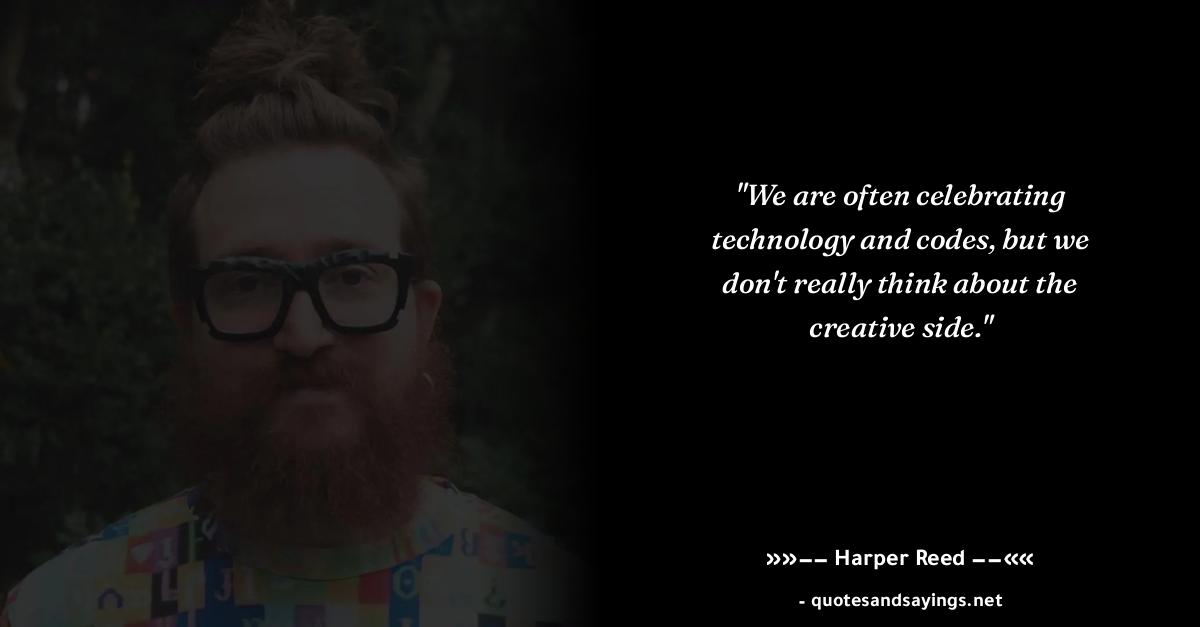 "We are often celebrating
technology and codes, but we
don't really think about the
creative side."
»»–– Harper Reed ––««
- quotesandsayings.net